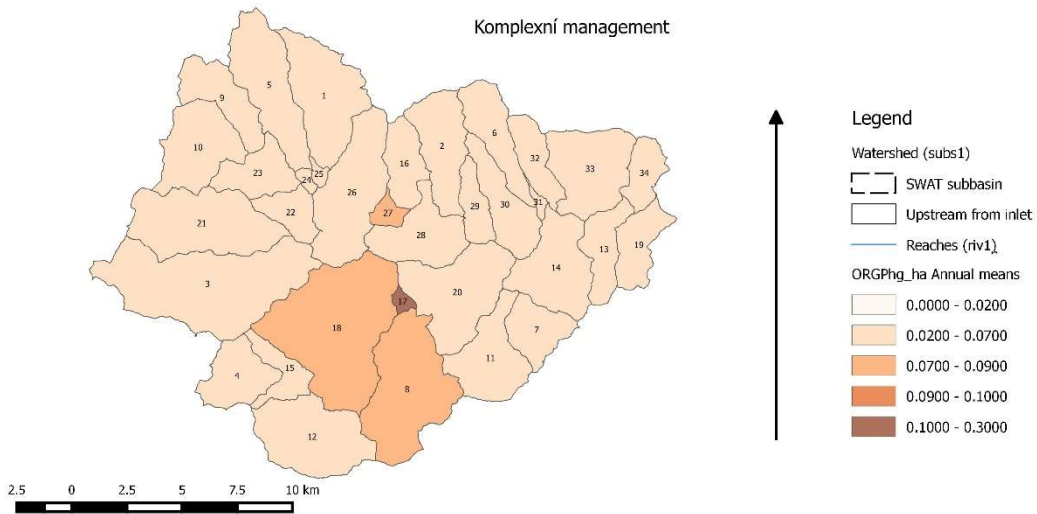 Komplexní management
5
1
9
2
6
10
16
32
33
23
24
25
34
26
29
30
31
21
22
27
28
13
19
3
14
20
17
18
7
11
15
4
8
12
Legend
Watershed (subs1)
SWAT subbasin
Upstream from inlet
Reaches (riv1)
ORGPhg_ha Annual means
0.0000 - 0.0200
0.0200 - 0.0700
0.0700 - 0.0900
0.0900 - 0.1000
0.1000 - 0.3000
2.5 0 2.5 5 7.5 10 km